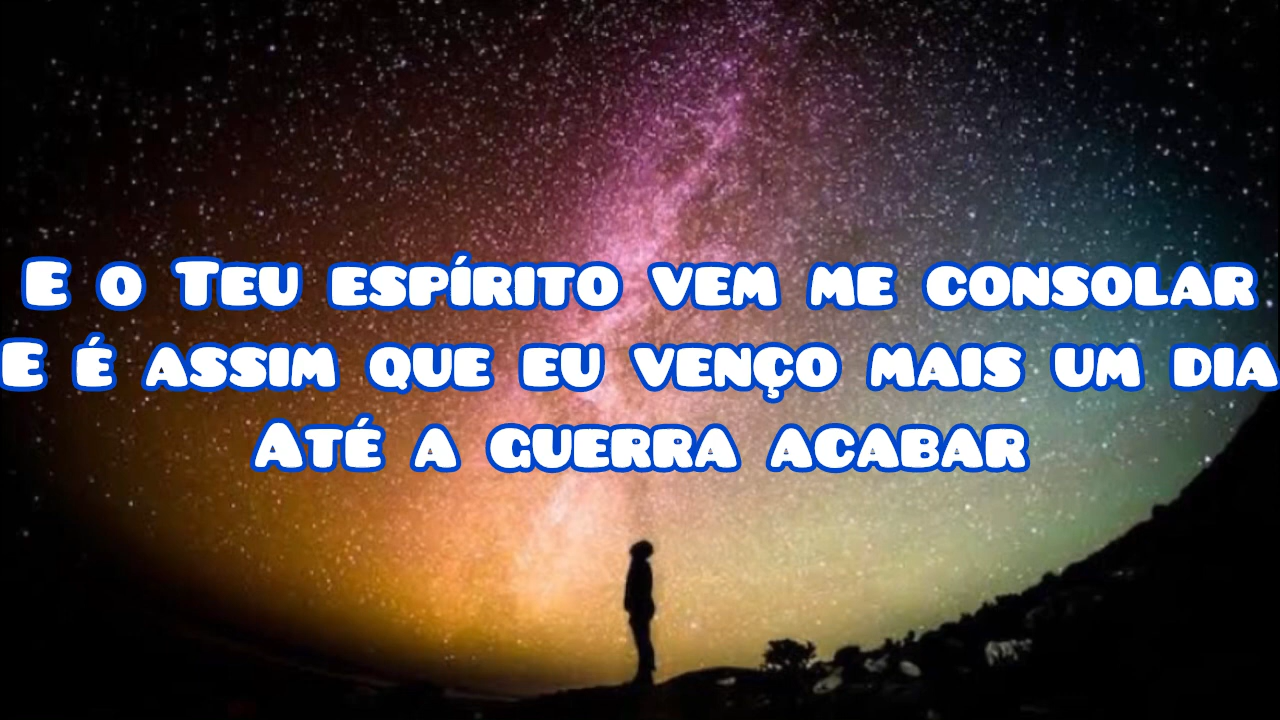 E o Teu espírito vem me consolar
E é assim que eu venço mais um dia
Até a guerra acabar